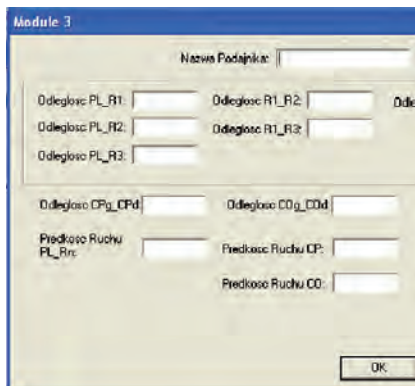 Module 3
Nazwa Podajnika:
Odleglosc PL_R1:
Odleglosc R1_R2:
Odle
Odleglosc PL_R2:
Odleglosc R1_R3:
Odleglosc PL_R3:
Odleglosc CPg_CPd:
Odleglosc COg_COd
Predkosc Ruchu
PL_Rn:
Predkosc Ruchu CP:
Predkosc Ruchu CO:
OK